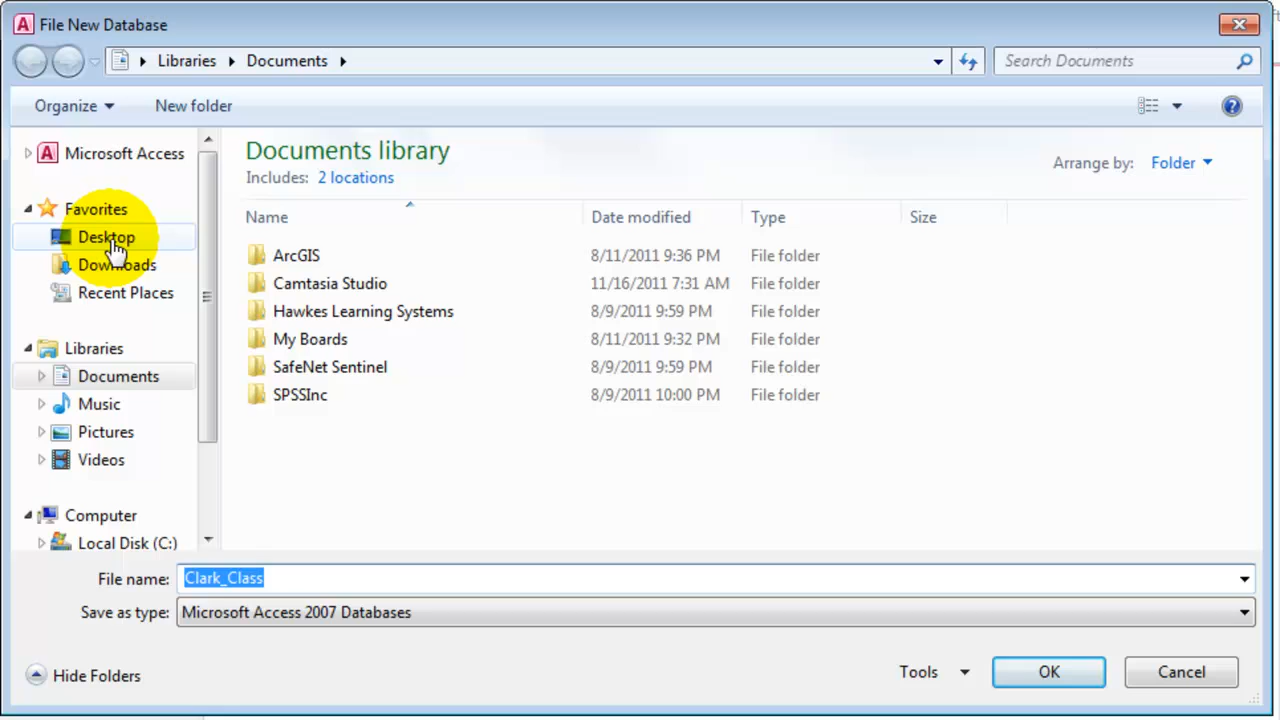 File New Database
Libraries Documents Search Documents
Organize New folder
Microsoft Access
Favorites
Desktop
Downloads
Recent Places
Libraries
Documents
Music
Pictures
Videos
Computer
Local Disk (C:)
Documents library
Includes: 2 locations
Arrange by: Folder
Name Date modified Type Size
ArcGIS 8/11/2011 9:36 PM File folder
Camtasia Studio 11/16/2011 7:31 AM File folder
Hawkes Learning Systems 8/9/2011 9:59 PM File folder
My Boards 8/11/2011 9:32 PM File folder
SafeNet Sentinel 8/9/2011 9:59 PM File folder
SPSSInc 8/9/2011 10:00 PM File folder
File name: Clark_Class
Save as type: Microsoft Access 2007 Databases
Hide Folders Tools OK Cancel